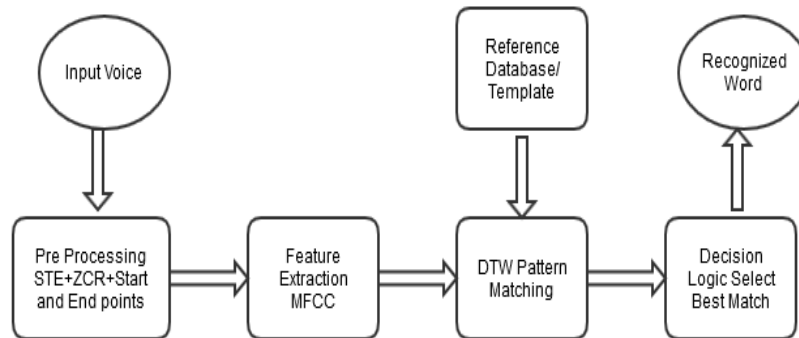 Input Voice
Reference
Database/
Template
Recognized
Word
Pre Processing
STE+ZCR+Start
and End points
Feature
Extraction
MFCC
DTW Pattern
Matching
Decision
Logic Select
Best Match